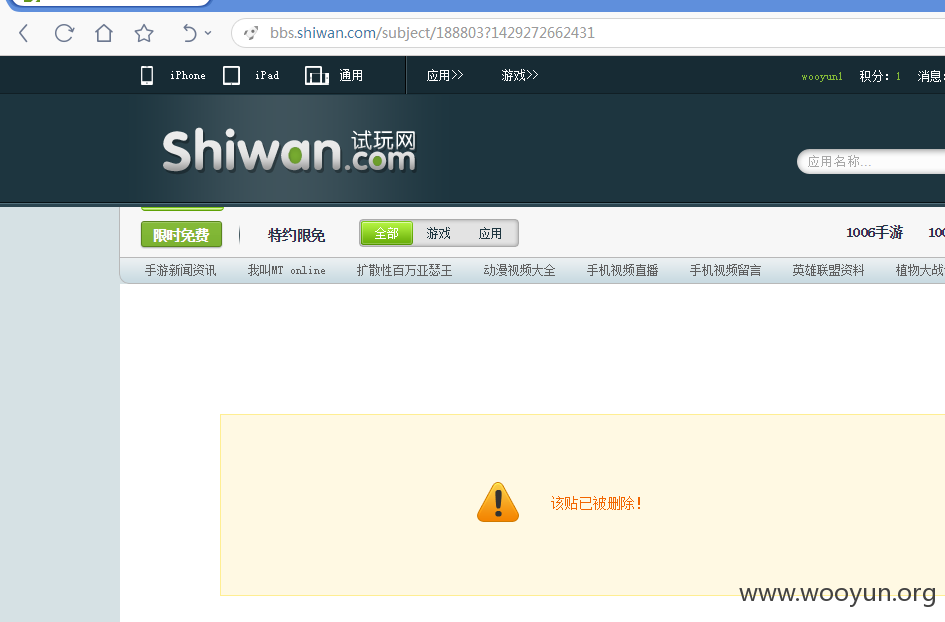 bbs.shiwan.com/subject/188803?1429272662431
iPhone iPad 通用 应用>> 游戏>> wooyun1 积分：1 消息:
Shiwan.com 试玩网
应用名称...
限时免费 特约限免 全部 游戏 应用 1006手游 100
手游新闻资讯 我叫MT online 扩散性百万亚瑟王 动漫视频大全 手机视频直播 手机视频留言 英雄联盟资料 植物大战
该贴已被删除！
www.wooyun.org